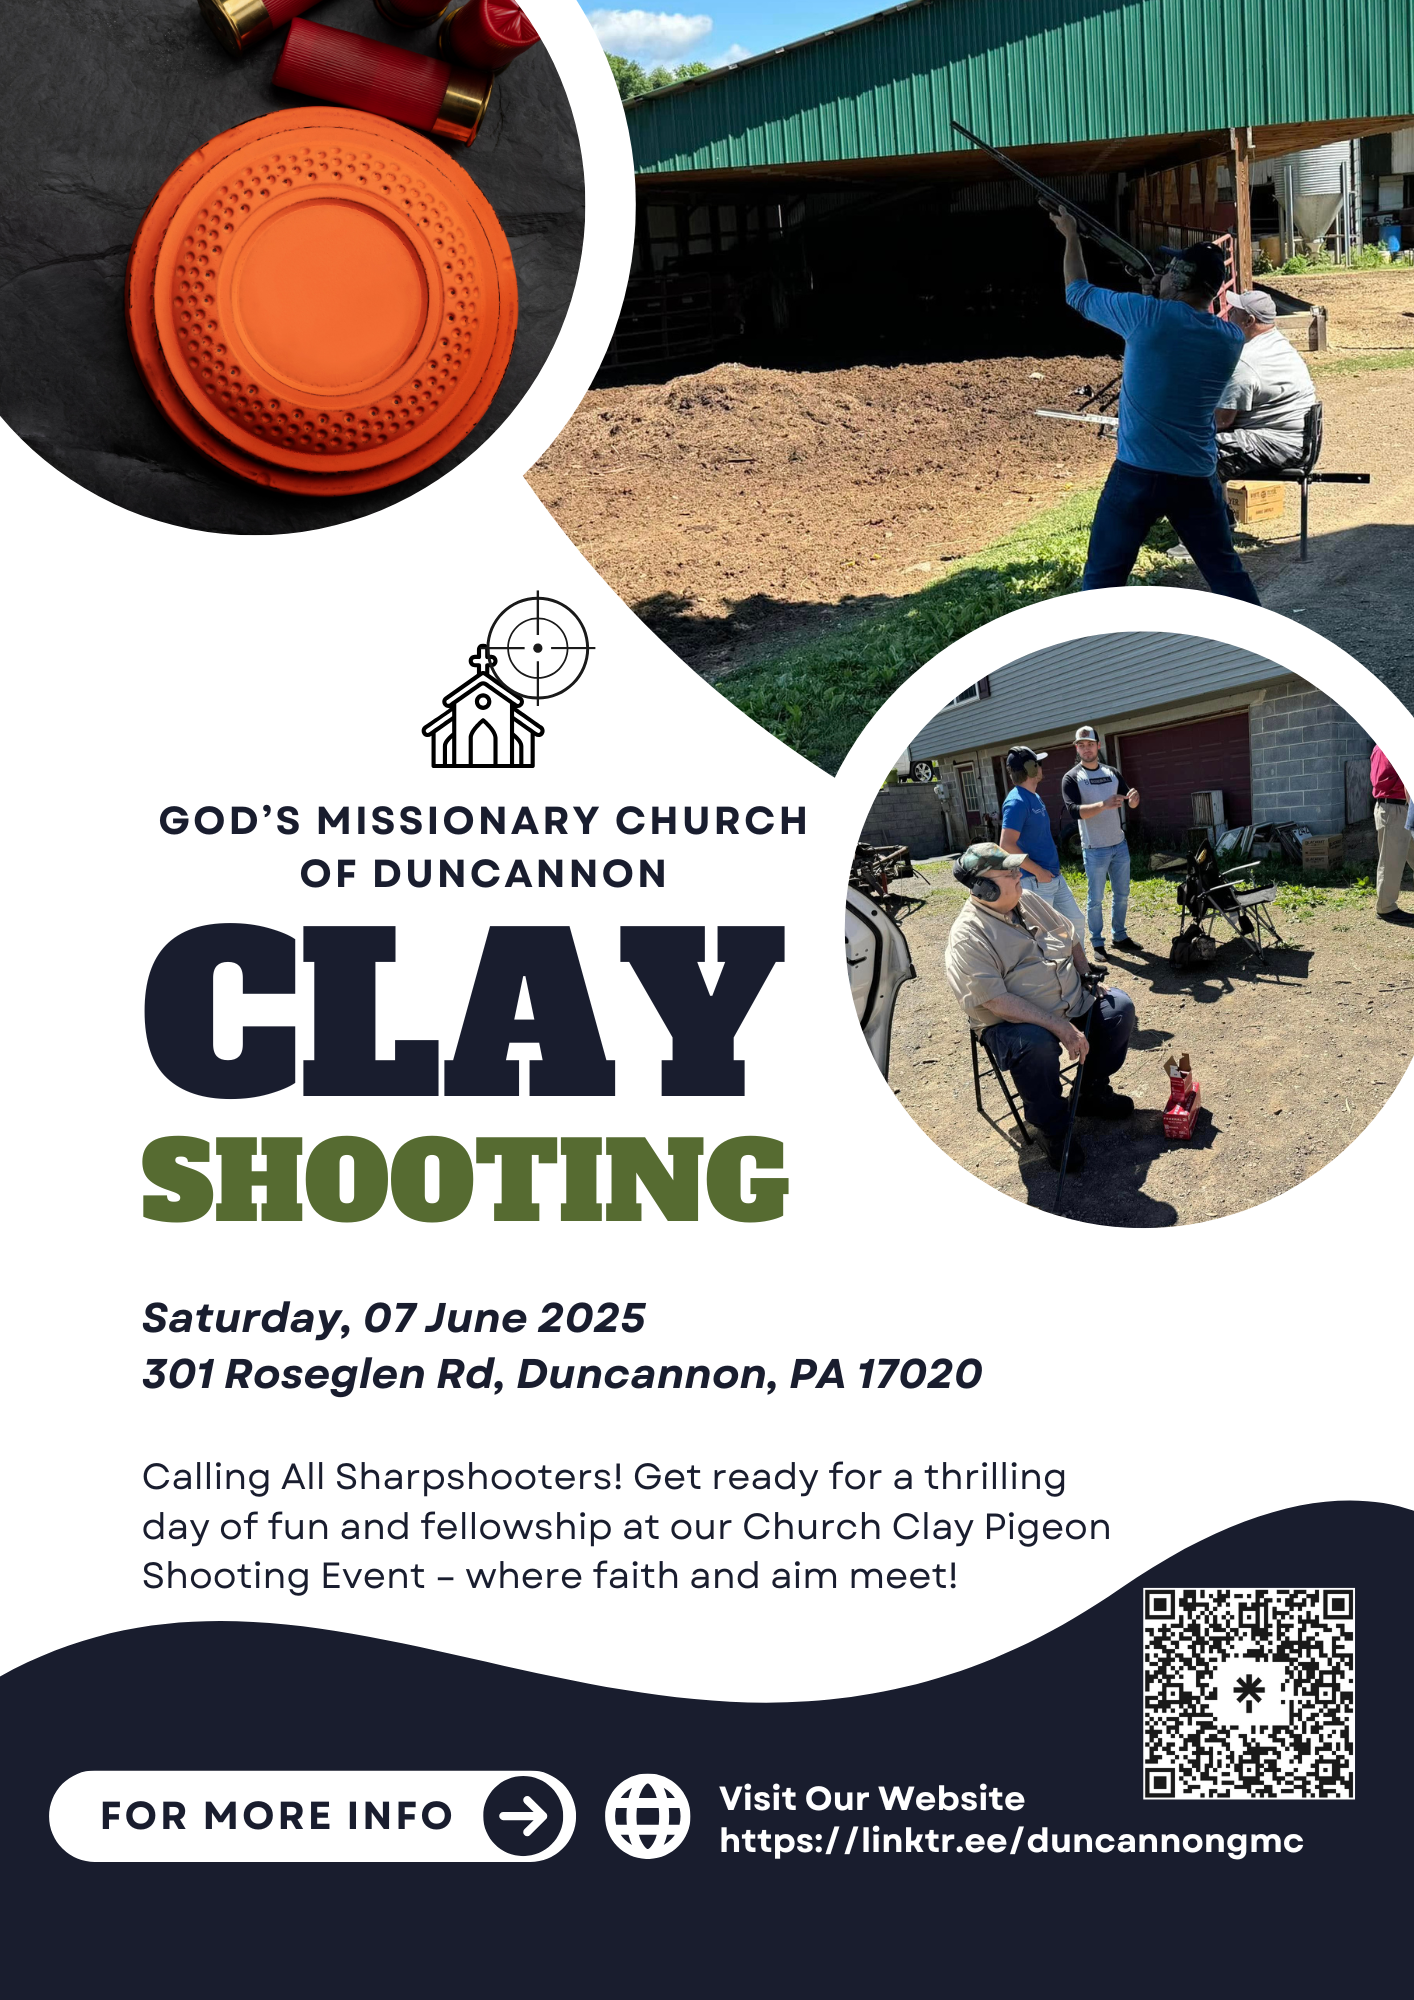 GOD’S MISSIONARY CHURCH
OF DUNCANNON
CLAY
SHOOTING
Saturday, 07 June 2025
301 Roseglen Rd, Duncannon, PA 17020
Calling All Sharpshooters! Get ready for a thrilling
day of fun and fellowship at our Church Clay Pigeon
Shooting Event – where faith and aim meet!
FOR MORE INFO
Visit Our Website
https://linktr.ee/duncannongmc